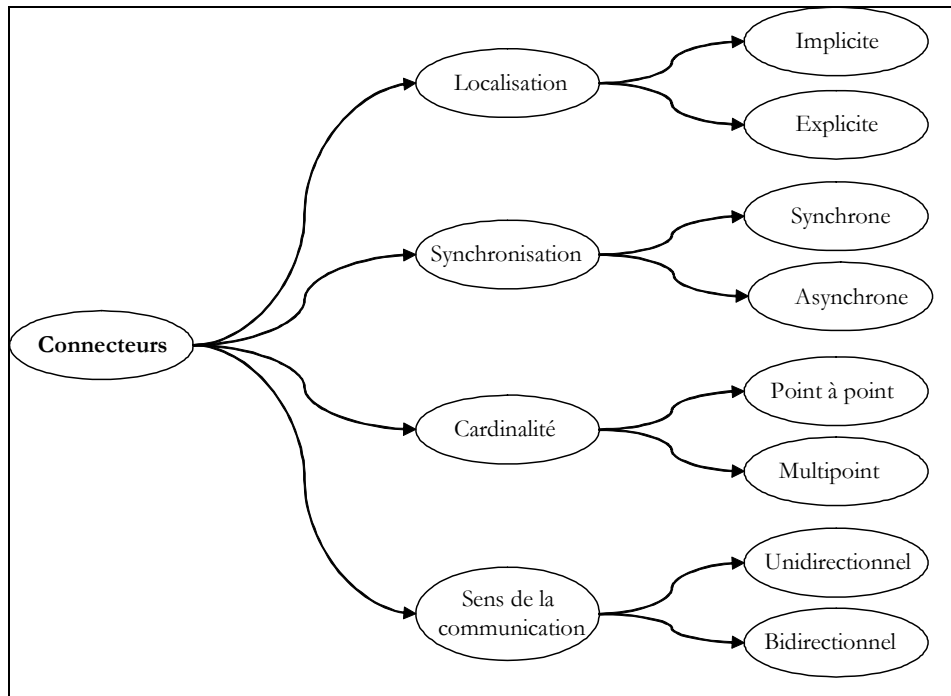 Implicite
Localisation
Explicite
Synchrone
Synchronisation
Asynchrone
Connecteurs
Point à point
Cardinalité
Multipoint
Unidirectionnel
Sens de la
communication
Bidirectionnel